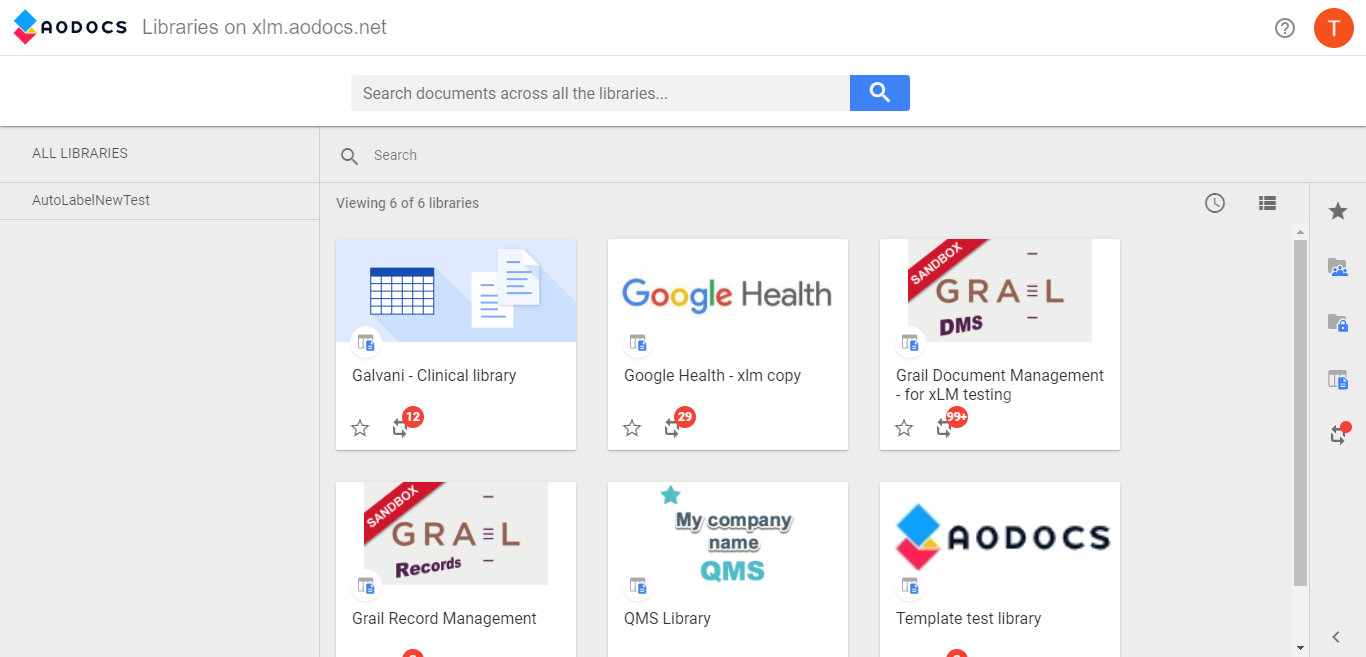 AODOCS Libraries on xlm.aodocs.net T
Search documents across all the libraries...
ALL LIBRARIES
Search
AutoLabelNewTest
Viewing 6 of 6 libraries
Google Health
SANDBOX
GRAIL
DMS
Galvani - Clinical library
Google Health - xlm copy
Grail Document Management
- for xLM testing
12
29
99+
SANDBOX
GRAIL
Records
My company
name
QMS
AODOCS
Grail Record Management
QMS Library
Template test library